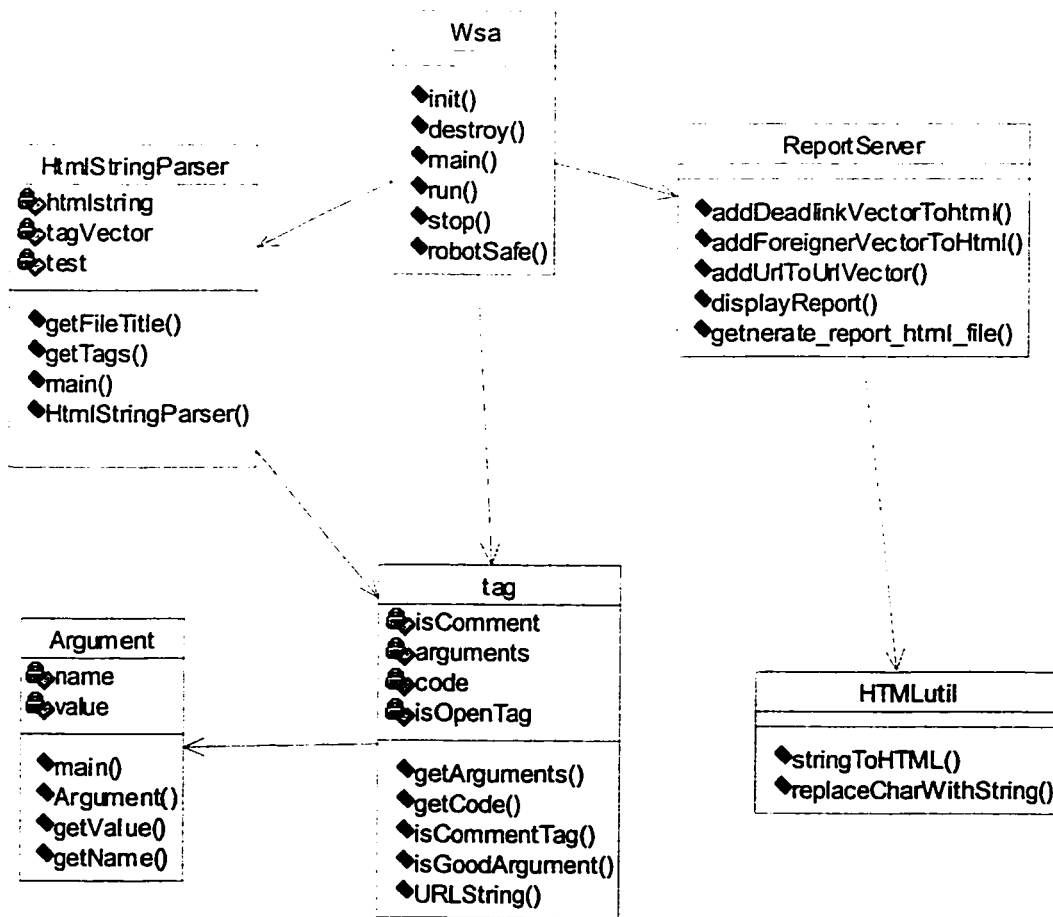 Wsa
init()
destroy()
main()
run()
stop()
robotSafe()
HtmlStringParser
htmlstring
tagVector
test
getFileTitle()
getTags()
main()
HtmlStringParser()
ReportServer
addDeadlinkVectorTohtml()
addForeignerVectorToHtml()
addUrlToUrlVector()
displayReport()
getnerate_report_html_file()
tag
isComment
arguments
code
isOpenTag
getArguments()
getCode()
isCommentTag()
isGoodArgument()
URLString()
Argument
name
value
main()
Argument()
getValue()
getName()
HTMLutil
stringToHTML()
replaceCharWithString()